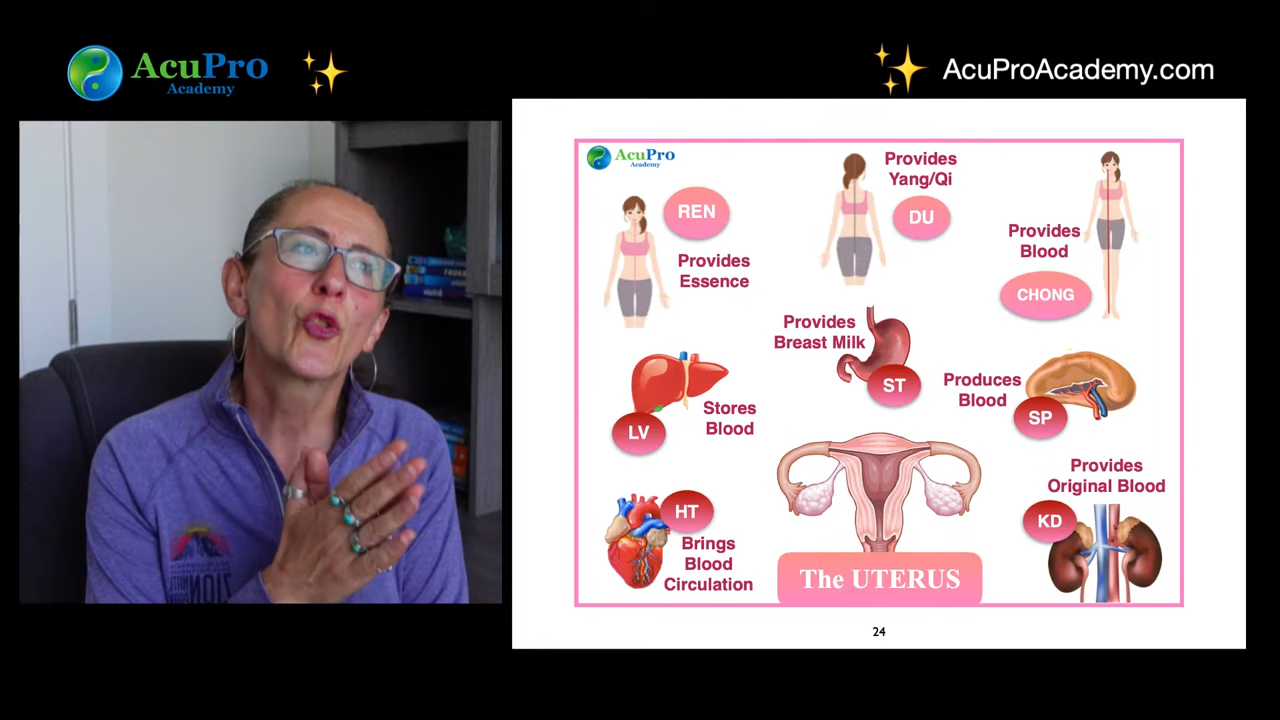 AcuPro
Academy
AcuProAcademy.com
AcuPro
Academy
REN
Provides
Essence
Provides
Yang/Qi
DU
Provides
Blood
CHONG
Provides
Breast Milk
ST
LV
Stores
Blood
Produces
Blood
SP
HT
Brings
Blood
Circulation
Provides
Original Blood
KD
The UTERUS
24